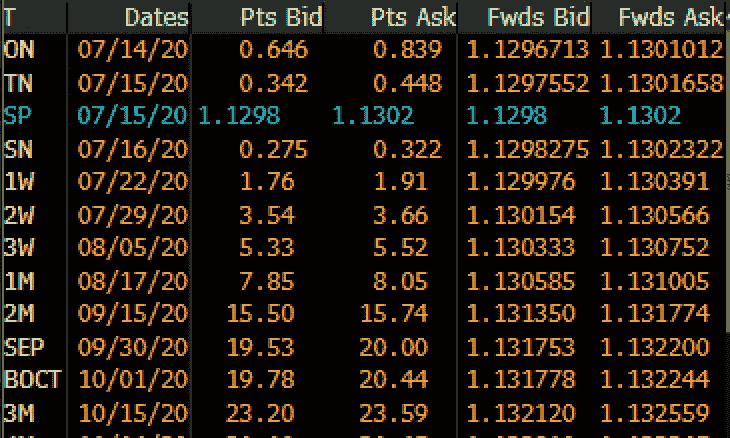 T Dates Pts Bid Pts Ask Fwds Bid Fwds Ask
ON 07/14/20 0.646 0.839 1.1296713 1.1301012
TN 07/15/20 0.342 0.448 1.1297552 1.1301658
SP 07/15/20 1.1298 1.1302 1.1298 1.1302
SN 07/16/20 0.275 0.322 1.1298275 1.1302322
1W 07/22/20 1.76 1.91 1.129976 1.130391
2W 07/29/20 3.54 3.66 1.130154 1.130566
3W 08/05/20 5.33 5.52 1.130333 1.130752
1M 08/17/20 7.85 8.05 1.130585 1.131005
2M 09/15/20 15.50 15.74 1.131350 1.131774
SEP 09/30/20 19.53 20.00 1.131753 1.132200
BOCT 10/01/20 19.78 20.44 1.131778 1.132244
3M 10/15/20 23.20 23.59 1.132120 1.132559